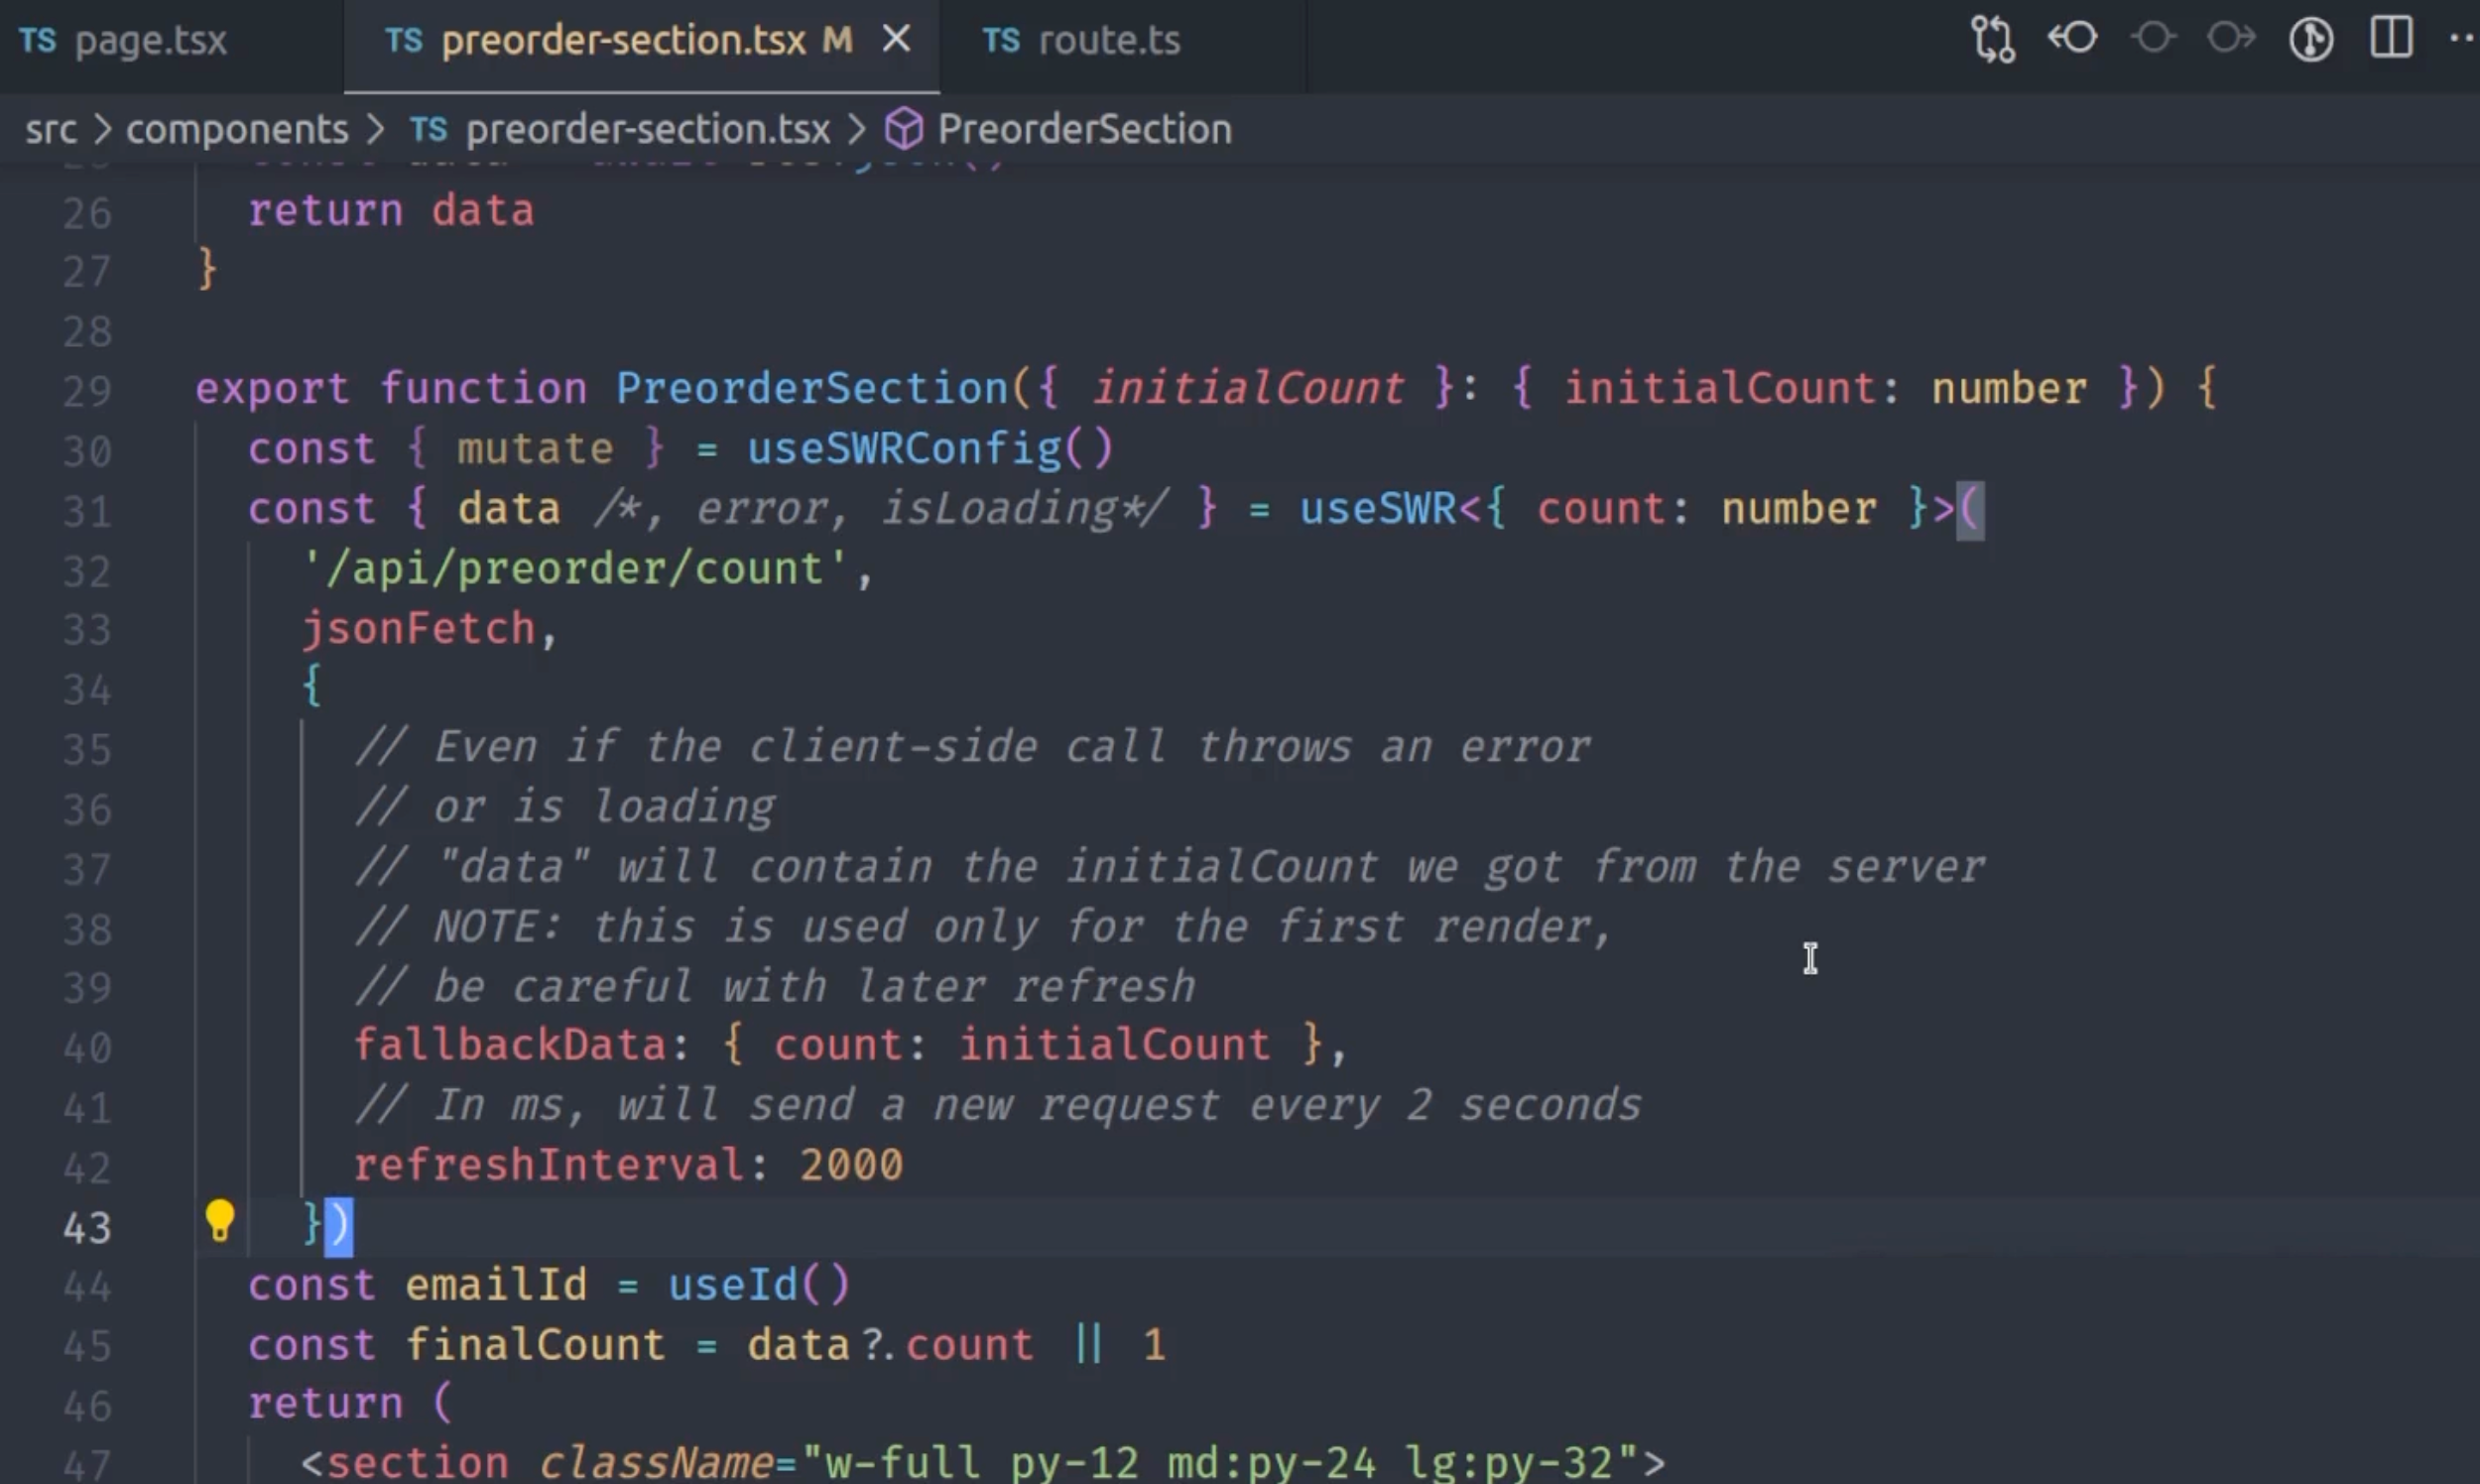 TS page.tsx TS preorder-section.tsx M TS route.ts
src > components > TS preorder-section.tsx > PreorderSection
26 return data
27 }
28
29 export function PreorderSection({ initialCount }: { initialCount: number }) {
30 const { mutate } = useSWRConfig()
31 const { data /*, error, isLoading*/ } = useSWR<{ count: number }>(
32 '/api/preorder/count',
33 jsonFetch,
34 {
35 // Even if the client-side call throws an error
36 // or is loading
37 // "data" will contain the initialCount we got from the server
38 // NOTE: this is used only for the first render,
39 // be careful with later refresh
40 fallbackData: { count: initialCount },
41 // In ms, will send a new request every 2 seconds
42 refreshInterval: 2000
43 })
44 const emailId = useId()
45 const finalCount = data?.count || 1
46 return (
47 <section className="w-full py-12 md:py-24 lg:py-32">